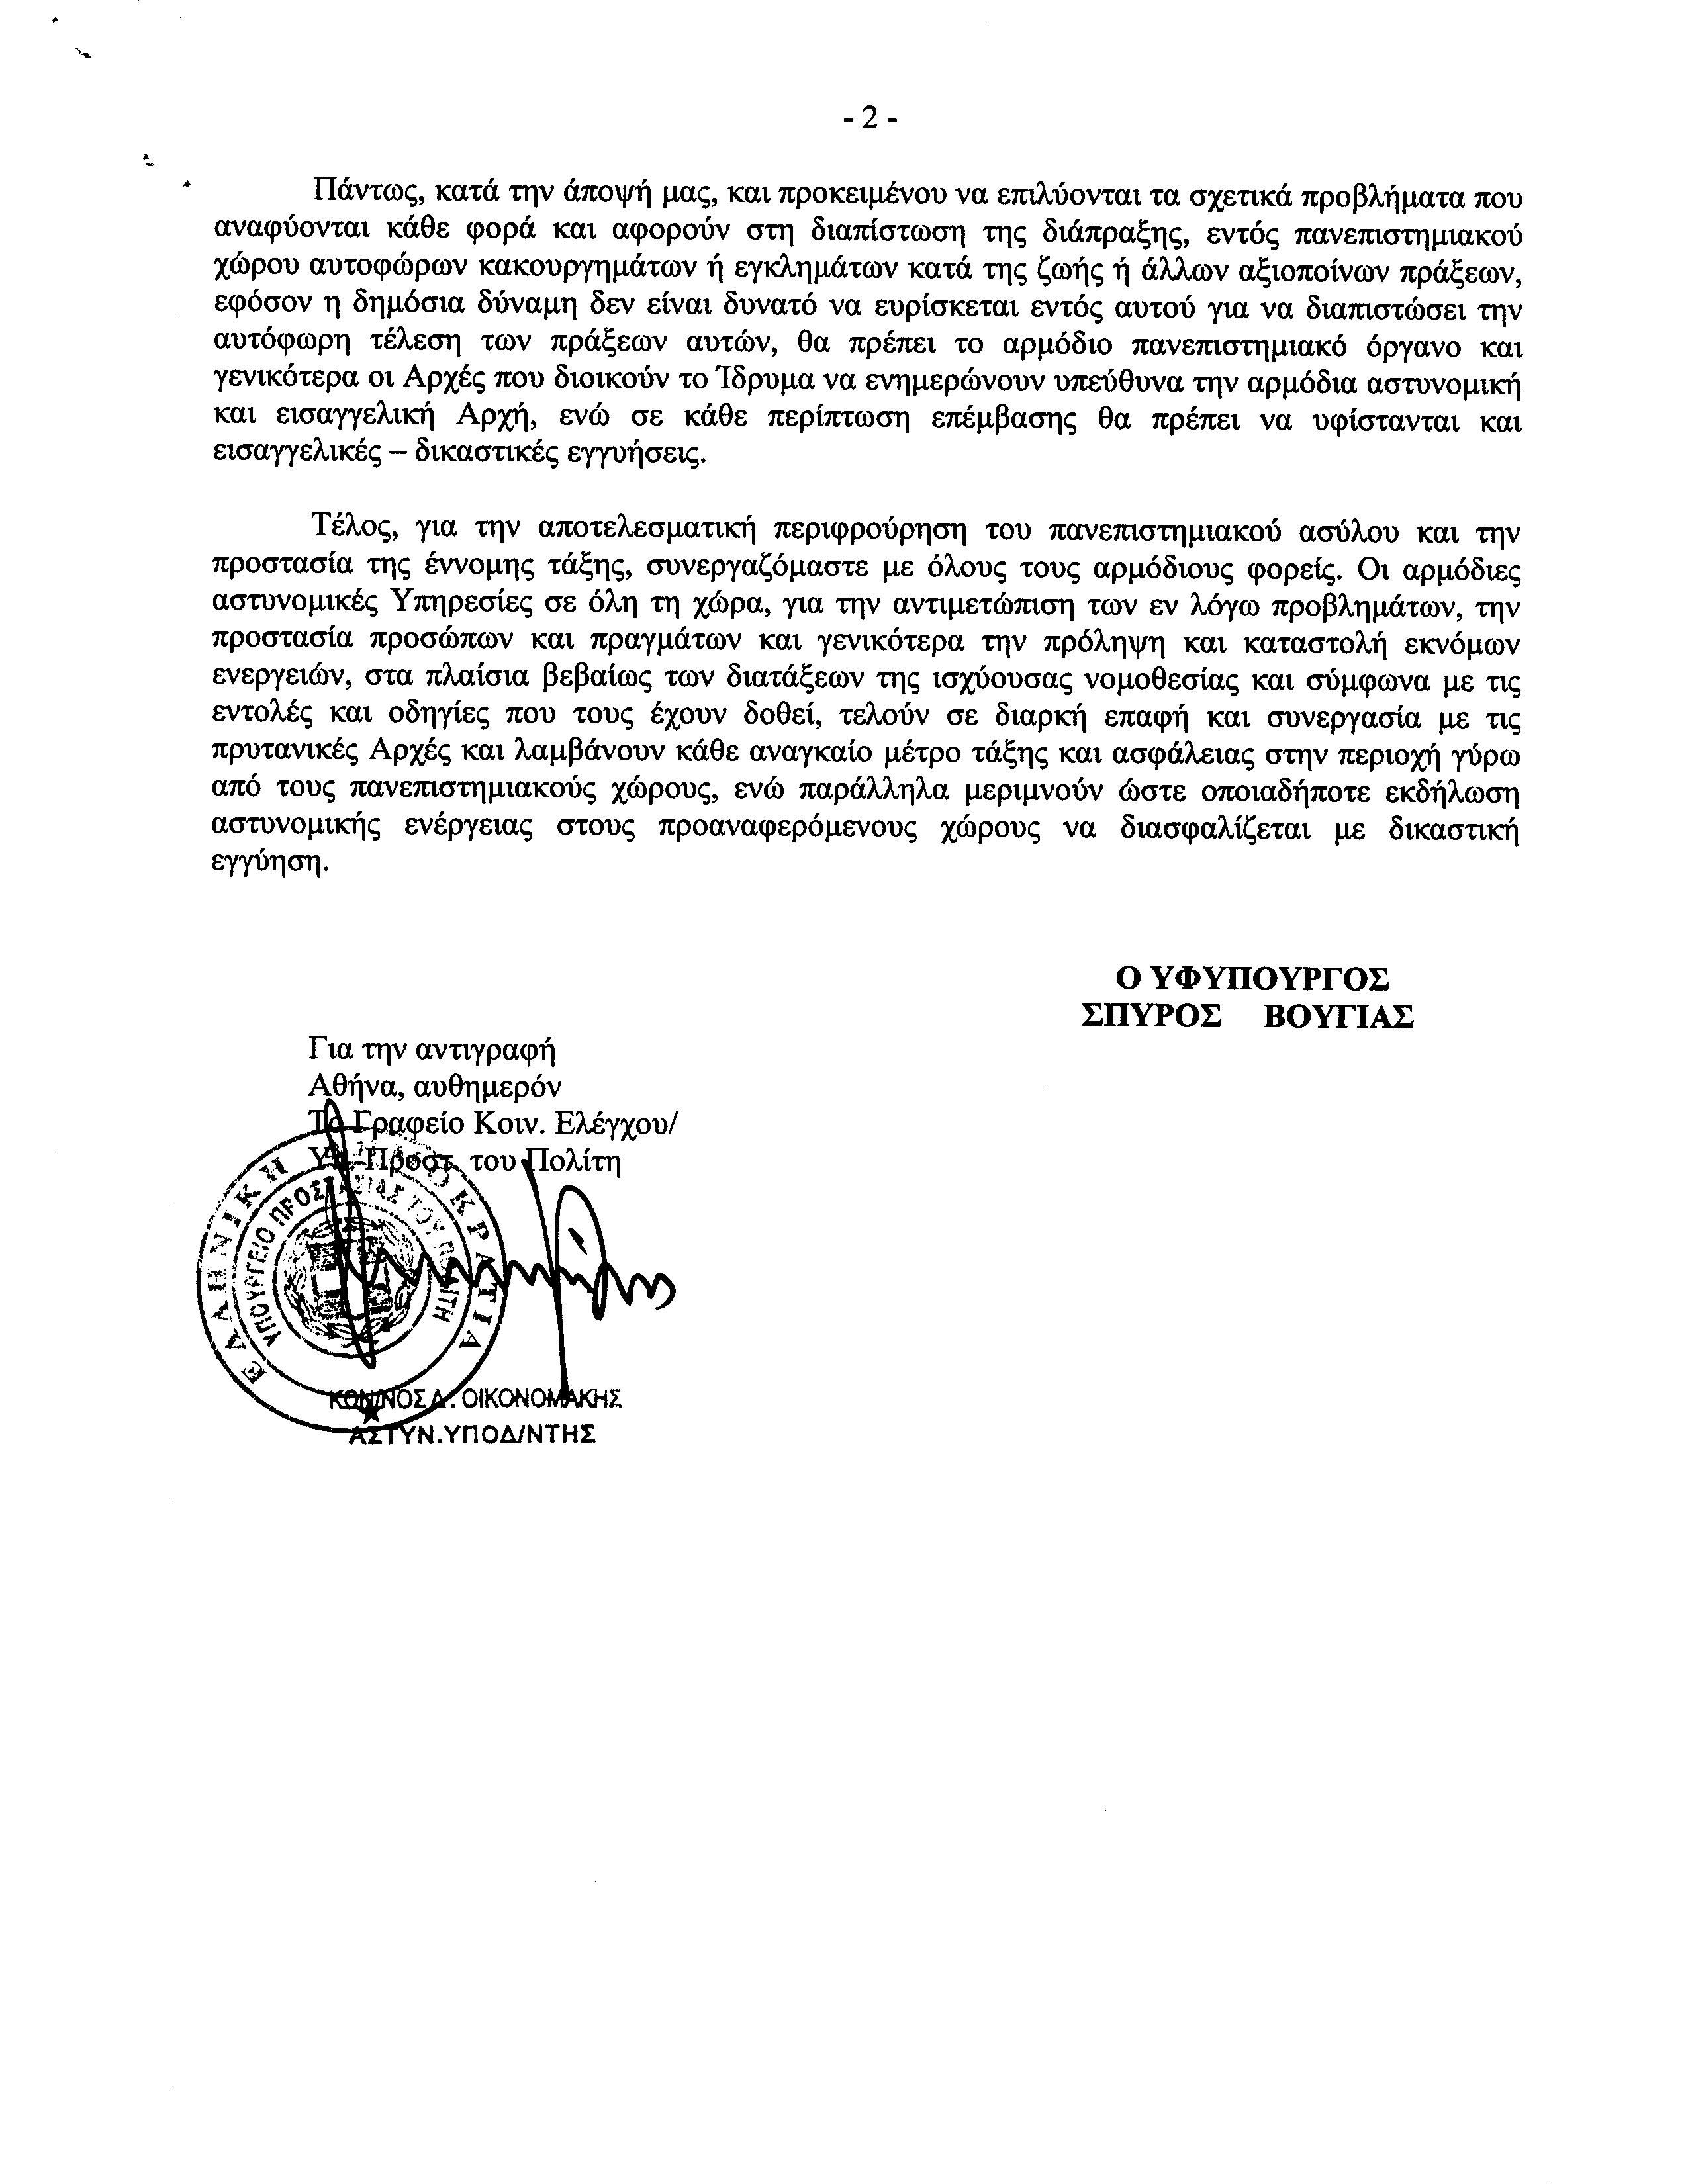 - 2 -
Πάντως, κατά την άποψή μας, και προκειμένου να επιλύονται τα σχετικά προβλήματα που
αναφύονται κάθε φορά και αφορούν στη διαπίστωση της διάπραξης, εντός πανεπιστημιακού
χώρου αυτοφώρων κακουργημάτων ή εγκλημάτων κατά της ζωής ή άλλων αξιοποίνων πράξεων,
εφόσον η δημόσια δύναμη δεν είναι δυνατό να ευρίσκεται εντός αυτού για να διαπιστώσει την
αυτόφωρη τέλεση των πράξεων αυτών, θα πρέπει το αρμόδιο πανεπιστημιακό όργανο και
γενικότερα οι Αρχές που διοικούν το Ίδρυμα να ενημερώνουν υπεύθυνα την αρμόδια αστυνομική
και εισαγγελική Αρχή, ενώ σε κάθε περίπτωση επέμβασης θα πρέπει να υφίστανται και
εισαγγελικές – δικαστικές εγγυήσεις.
Τέλος, για την αποτελεσματική περιφρούρηση του πανεπιστημιακού ασύλου και την
προστασία της έννομης τάξης, συνεργαζόμαστε με όλους τους αρμόδιους φορείς. Οι αρμόδιες
αστυνομικές Υπηρεσίες σε όλη τη χώρα, για την αντιμετώπιση των εν λόγω προβλημάτων, την
προστασία προσώπων και πραγμάτων και γενικότερα την πρόληψη και καταστολή εκνόμων
ενεργειών, στα πλαίσια βεβαίως των διατάξεων της ισχύουσας νομοθεσίας και σύμφωνα με τις
εντολές και οδηγίες που τους έχουν δοθεί, τελούν σε διαρκή επαφή και συνεργασία με τις
πρυτανικές Αρχές και λαμβάνουν κάθε αναγκαίο μέτρο τάξης και ασφάλειας στην περιοχή γύρω
από τους πανεπιστημιακούς χώρους, ενώ παράλληλα μεριμνούν ώστε οποιαδήποτε εκδήλωση
αστυνομικής ενέργειας στους προαναφερόμενους χώρους να διασφαλίζεται με δικαστική
εγγύηση.
Ο ΥΦΥΠΟΥΡΓΟΣ
ΣΠΥΡΟΣ ΒΟΥΓΙΑΣ
Για την αντιγραφή
Αθήνα, αυθημερόν
Το Γραφείο Κοιν. Ελέγχου/
Υπ. Προστ. του Πολίτη
ΕΛΛΗΝΙΚΗ ΔΗΜΟΚΡΑΤΙΑ
ΥΠΟΥΡΓΕΙΟ ΠΡΟΣΤΑΣΙΑΣ ΤΟΥ ΠΟΛΙΤΗ
ΚΩΝ/ΝΟΣ Δ. ΟΙΚΟΝΟΜΑΚΗΣ
ΑΣΤΥΝ.ΥΠΟΔ/ΝΤΗΣ